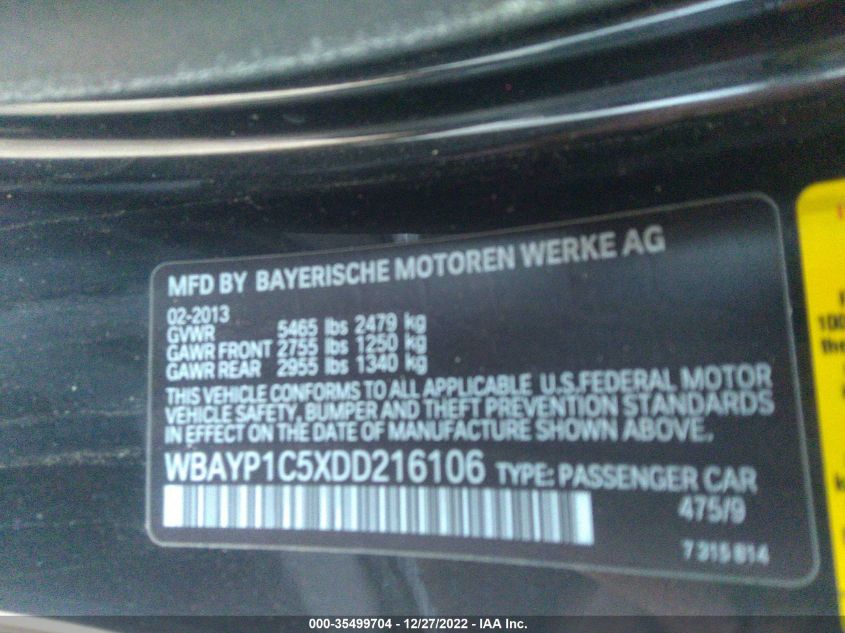 MFD BY BAYERISCHE MOTOREN WERKE AG
02-2013
GVWR 5465 lbs 2479 kg
GAWR FRONT 2755 lbs 1250 kg
GAWR REAR 2955 lbs 1340 kg
THIS VEHICLE CONFORMS TO ALL APPLICABLE U.S.FEDERAL MOTOR
VEHICLE SAFETY, BUMPER AND THEFT PREVENTION STANDARDS
IN EFFECT ON THE DATE OF MANUFACTURE SHOWN ABOVE.
WBAYP1C5XDD216106 TYPE: PASSENGER CAR
475/9
7 315 814
100
000-35499704 - 12/27/2022 - IAA Inc.